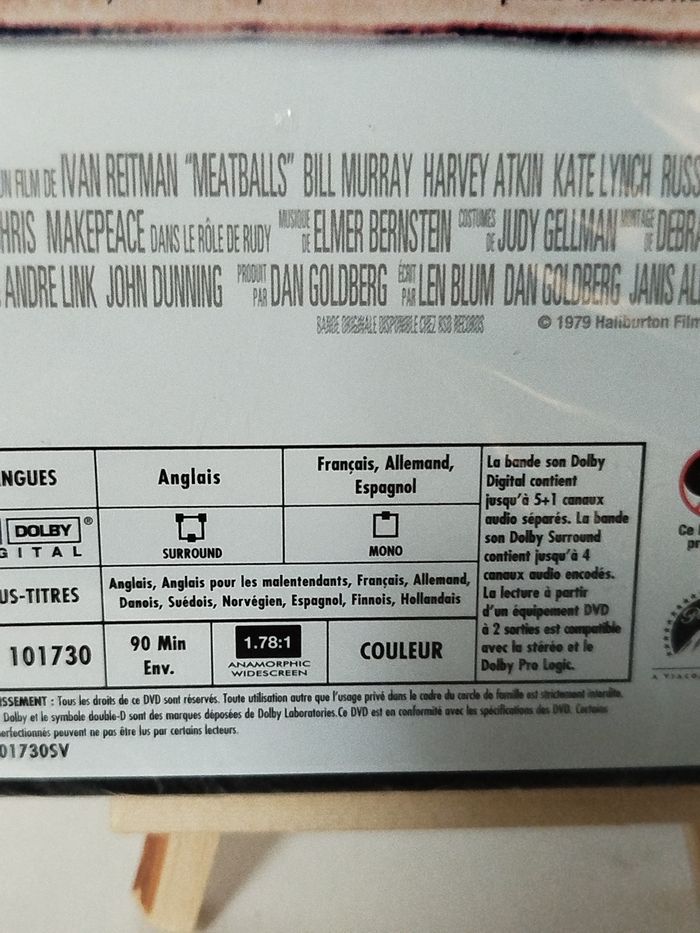 UN FILM DE IVAN REITMAN "MEATBALLS" BILL MURRAY HARVEY ATKIN KATE LYNCH RUSS
HRIS MAKEPEACE DANS LE RÔLE DE RUDY MUSIQUE DE ELMER BERNSTEIN COSTUMES DE JUDY GELLMAN MONTAGE DE DEBRA
ANDRE LINK JOHN DUNNING PRODUIT PAR DAN GOLDBERG ÉCRIT PAR LEN BLUM DAN GOLDBERG JANIS AL
BANDE ORIGINALE DISPONIBLE CHEZ RSO RECORDS © 1979 Haliburton Film
NGUES
Anglais
Français, Allemand,
Espagnol
DOLBY ®
GITAL
SURROUND
MONO
US-TITRES
Anglais, Anglais pour les malentendants, Français, Allemand,
Danois, Suédois, Norvégien, Espagnol, Finnois, Hollandais
101730
90 Min
Env.
1.78:1
ANAMORPHIC
WIDESCREEN
COULEUR
La bande son Dolby
Digital contient
jusqu'à 5+1 canaux
audio séparés. La bande
son Dolby Surround
contient jusqu'à 4
canaux audio encodés.
La lecture à partir
d'un équipement DVD
à 2 sorties est compatible
avec la stéréo et le
Dolby Pro Logic.
Ce
pr
A VIACO
ISSEMENT : Tous les droits de ce DVD sont réservés. Toute utilisation autre que l'usage privé dans le cadre du cercle de famille est strictement interdite.
Dolby et le symbole double-D sont des marques déposées de Dolby Laboratories. Ce DVD est en conformité avec les spécifications des DVD. Certains
erfectionnés peuvent ne pas être lus par certains lecteurs.
01730SV